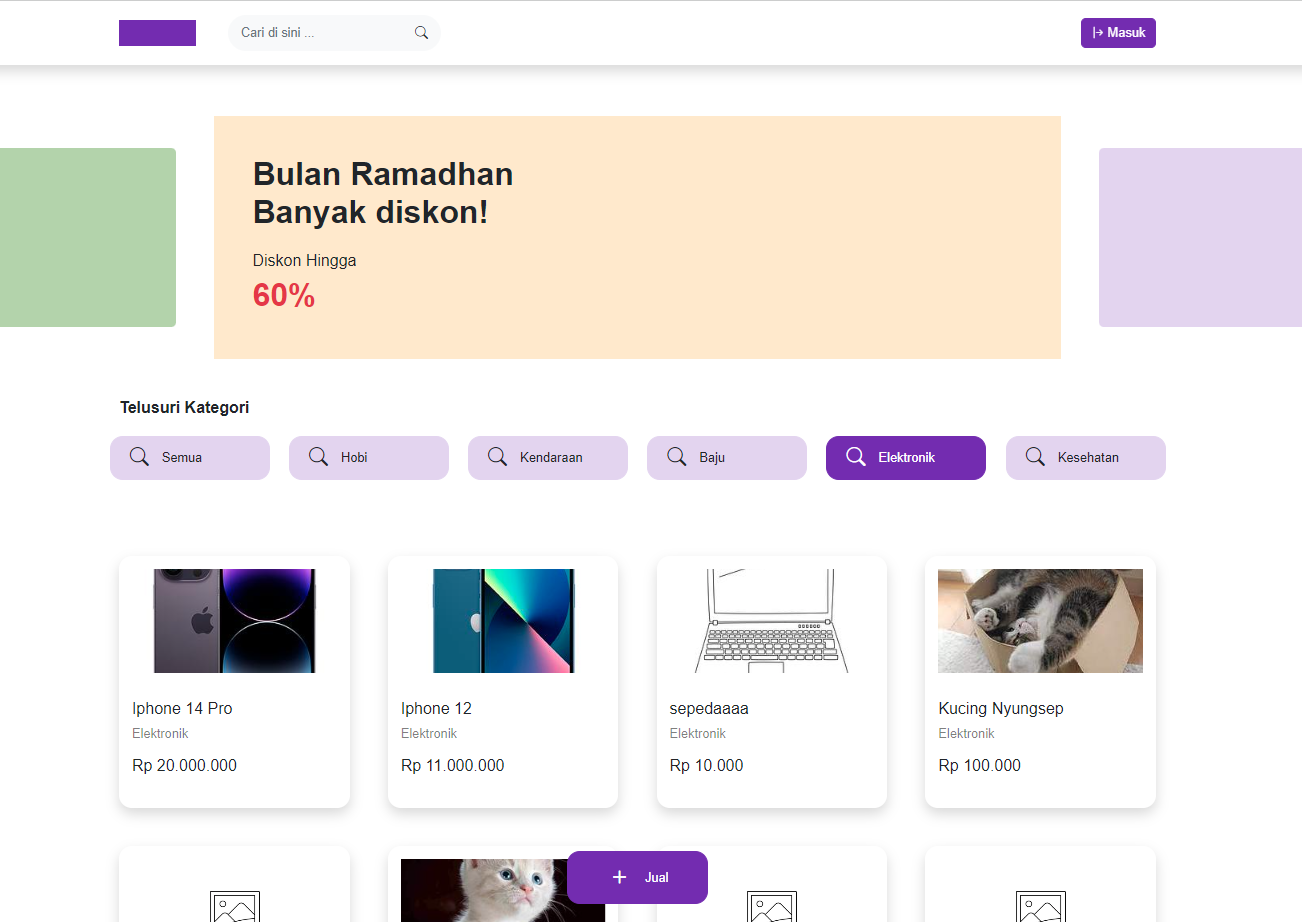 Cari di sini ...
Masuk
Bulan Ramadhan
Banyak diskon!
Diskon Hingga
60%
Telusuri Kategori
Semua
Hobi
Kendaraan
Baju
Elektronik
Kesehatan
Iphone 14 Pro
Elektronik
Rp 20.000.000
Iphone 12
Elektronik
Rp 11.000.000
sepedaaaa
Elektronik
Rp 10.000
Kucing Nyungsep
Elektronik
Rp 100.000
+ Jual